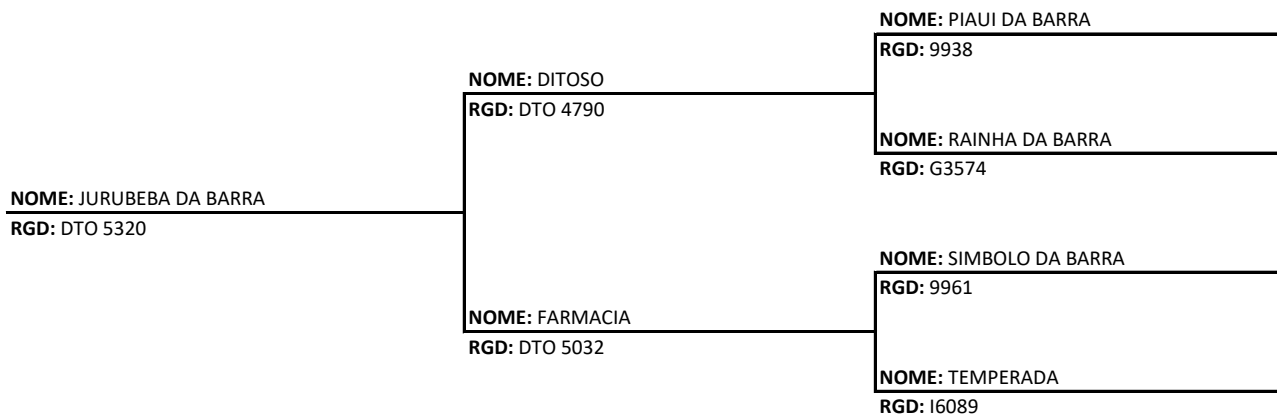 NOME: PIAUI DA BARRA
RGD: 9938
NOME: DITOSO
RGD: DTO 4790
NOME: RAINHA DA BARRA
RGD: G3574
NOME: JURUBEBA DA BARRA
RGD: DTO 5320
NOME: SIMBOLO DA BARRA
RGD: 9961
NOME: FARMACIA
RGD: DTO 5032
NOME: TEMPERADA
RGD: I6089